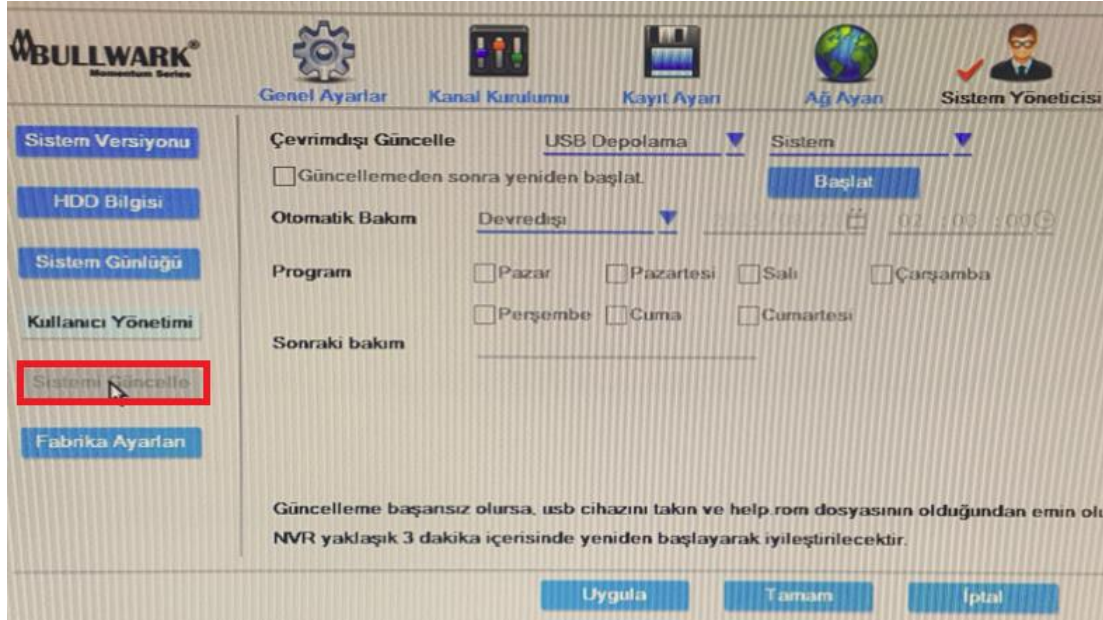 BULLWARK®
Momentum Series
Genel Ayarlar Kanal Kurulumu Kayıt Ayarı Ağ Ayarı Sistem Yöneticisi
Sistem Versiyonu
HDD Bilgisi
Sistem Günlüğü
Kullanıcı Yönetimi
Sistemi Güncelle
Fabrika Ayarları
Çevrimdışı Güncelle USB Depolama Sistem
Güncellemeden sonra yeniden başlat. Başlat
Otomatik Bakım Devredışı
Program Pazar Pazartesi Salı Çarşamba
Perşembe Cuma Cumartesi
Sonraki bakım
Güncelleme başarısız olursa, usb cihazını takın ve help.rom dosyasının olduğundan emin olu
NVR yaklaşık 3 dakika içerisinde yeniden başlayarak iyileştirilecektir.
Uygula Tamam İptal